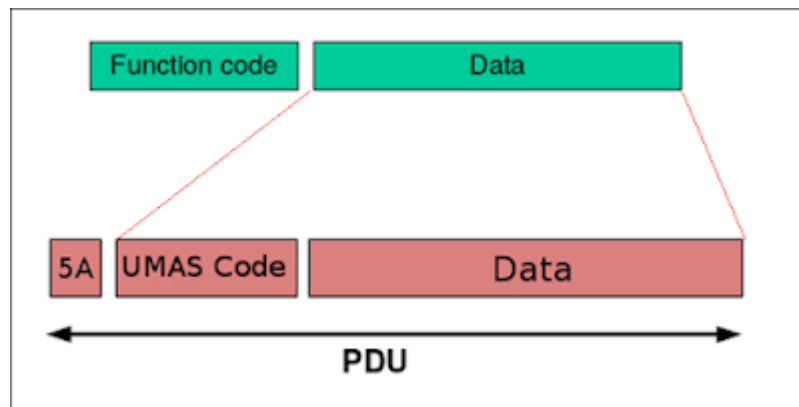 Function code Data
5A UMAS Code Data
PDU